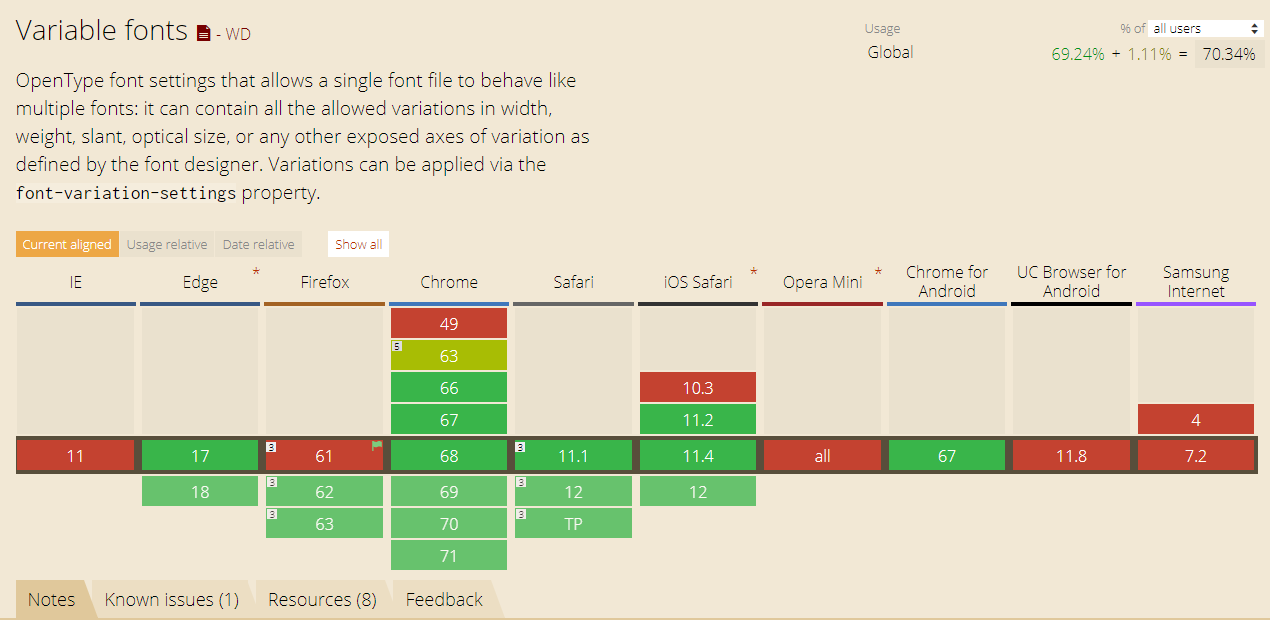 Variable fonts - WD
Usage % of all users
Global 69.24% + 1.11% = 70.34%
OpenType font settings that allows a single font file to behave like
multiple fonts: it can contain all the allowed variations in width,
weight, slant, optical size, or any other exposed axes of variation as
defined by the font designer. Variations can be applied via the
font-variation-settings property.
Current aligned Usage relative Date relative Show all
IE Edge * Firefox Chrome Safari iOS Safari * Opera Mini * Chrome for Android UC Browser for Android Samsung Internet
49
5 63
66 10.3
67 11.2 4
11 17 3 61 68 3 11.1 11.4 all 67 11.8 7.2
18 3 62 69 3 12 12
3 63 70 3 TP
71
Notes Known issues (1) Resources (8) Feedback